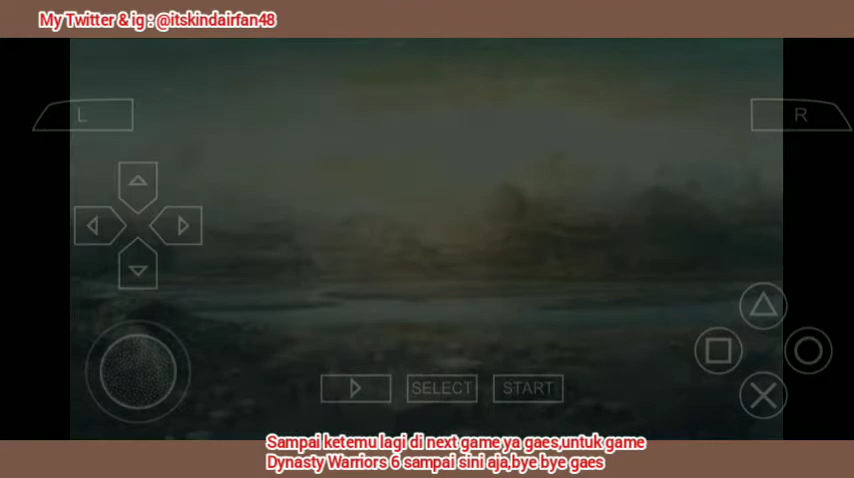 My Twitter & ig : @itskindairfan48
L
R
SELECT
START
Sampai ketemu lagi di next game ya gaes,untuk game
Dynasty Warriors 6 sampai sini aja,bye bye gaes